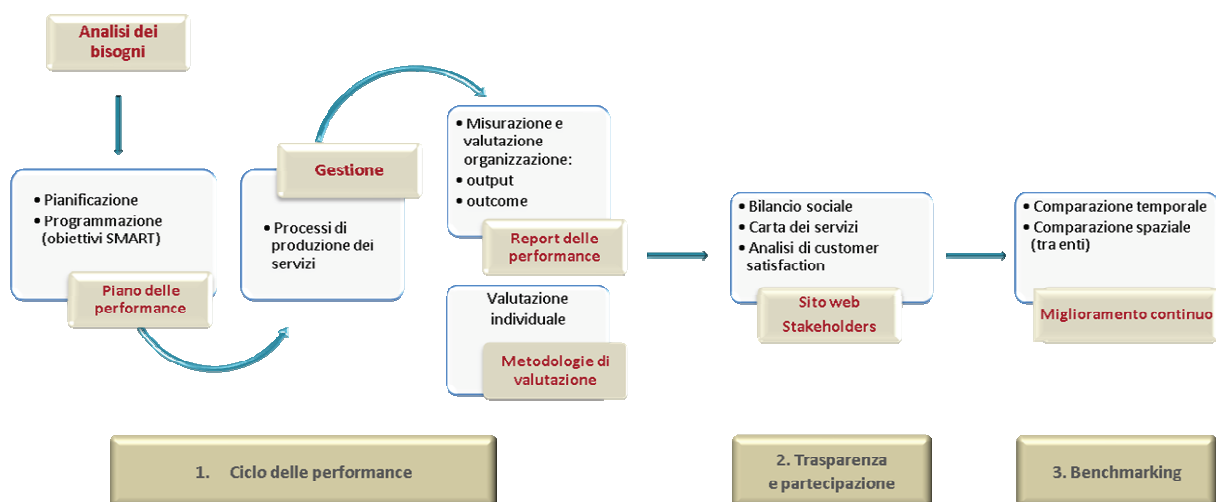 Analisi dei
bisogni
• Pianificazione
• Programmazione
(obiettivi SMART)
Piano delle
performance
Gestione
• Processi di
produzione dei
servizi
• Misurazione e
valutazione
organizzazione:
• output
• outcome
Report delle
performance
Valutazione
individuale
Metodologie di
valutazione
• Bilancio sociale
• Carta dei servizi
• Analisi di customer
satisfaction
Sito web
Stakeholders
• Comparazione temporale
• Comparazione spaziale
(tra enti)
Miglioramento continuo
1. Ciclo delle performance
2. Trasparenza
e partecipazione
3. Benchmarking